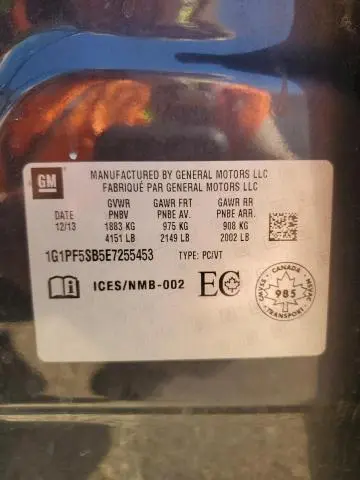 GM
MANUFACTURED BY GENERAL MOTORS LLC
FABRIQUÉ PAR GENERAL MOTORS LLC
GVWR GAWR FRT GAWR RR
DATE PNBV PNBE AV. PNBE ARR.
12/13 1883 KG 975 KG 908 KG
4151 LB 2149 LB 2002 LB
1G1PF5SB5E7255453 TYPE: PC/VT
i ICES/NMB-002 EC
CANADA
CMVSS NSVAC
985
TRANSPORT